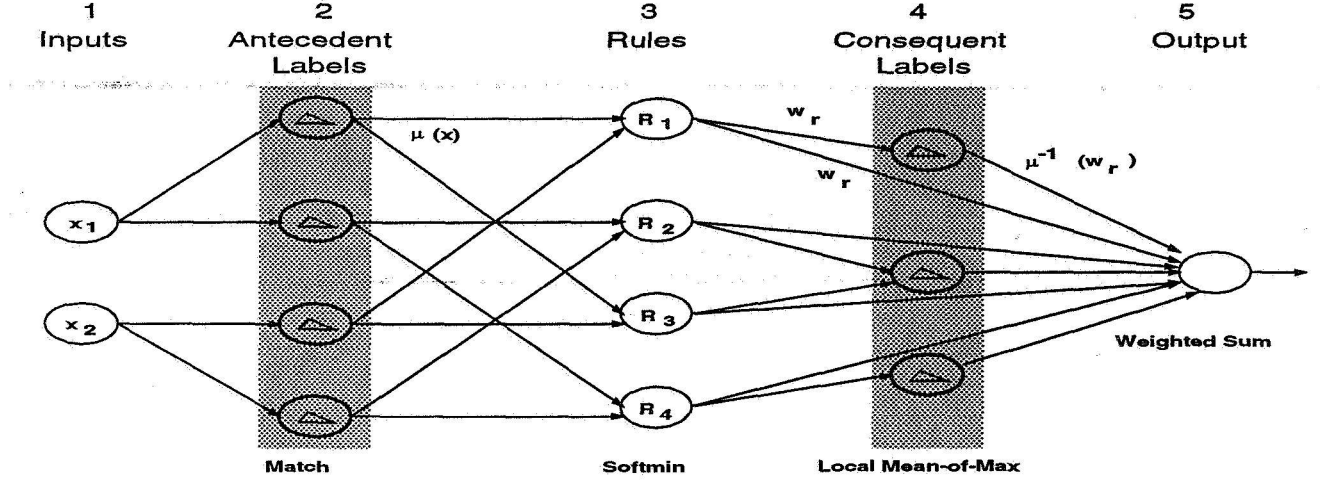 1 2 3 4 5
Inputs Antecedent Labels Rules Consequent Labels Output
μ (x)
w r
w r
μ-1 (w r )
x 1
x 2
R 1
R 2
R 3
R 4
Weighted Sum
Match Softmin Local Mean-of-Max